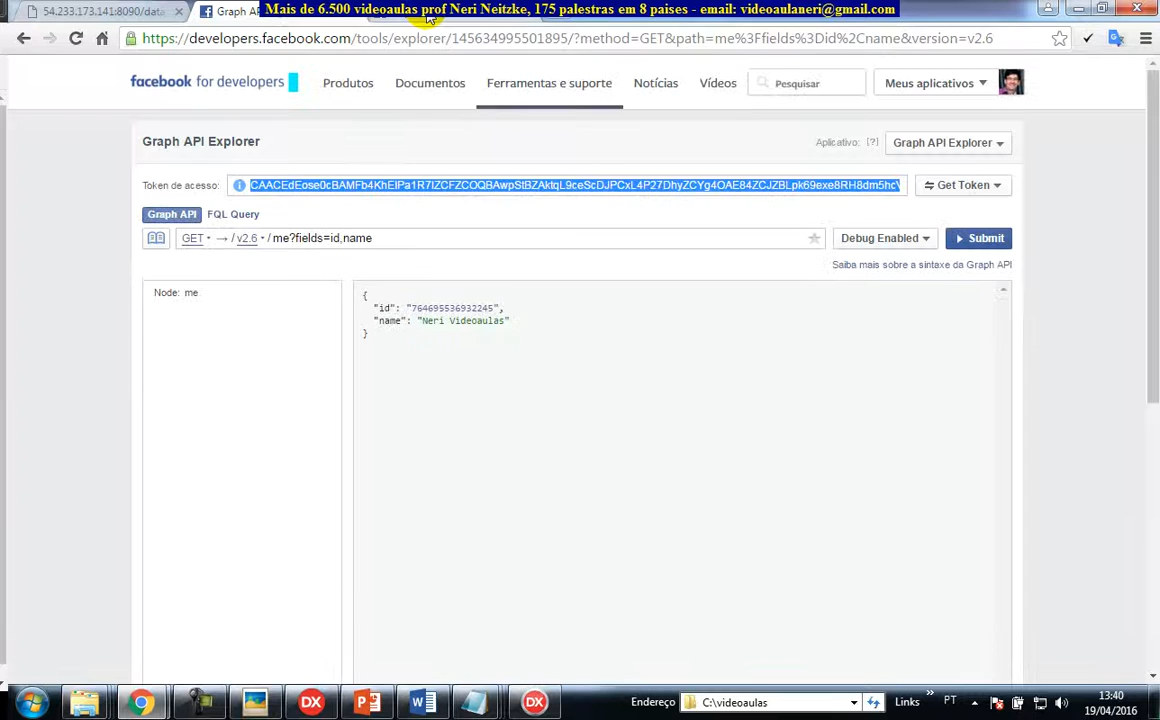 54.233.173.141:8090/data
Graph AP
Mais de 6.500 videoaulas prof Neri Neitzke, 175 palestras em 8 paises - email: videoaulaneri@gmail.com
https://developers.facebook.com/tools/explorer/145634995501895/?method=GET&path=me%3Ffields%3Did%2Cname&version=v2.6
facebook for developers
Produtos
Documentos
Ferramentas e suporte
Notícias
Vídeos
Pesquisar
Meus aplicativos
Graph API Explorer
Aplicativo: [?]
Graph API Explorer
Token de acesso:
Get Token
Graph API
FQL Query
GET → / v2.6 / me?fields=id,name
Debug Enabled
Submit
Saiba mais sobre a sintaxe da Graph API
Node: me
{
"id": "764695536932245",
"name": "Neri Videoaulas"
}
DX
DX
Endereço
C:\videoaulas
Links
»
PT
13:40
19/04/2016